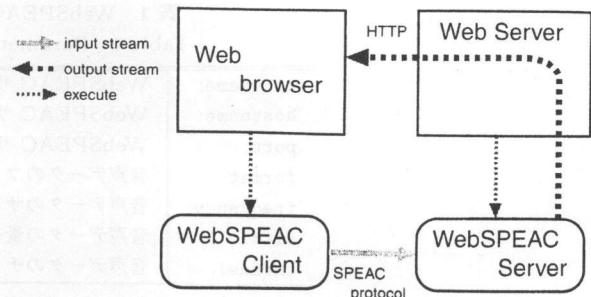 input stream
output stream
execute
Web
browser
HTTP
Web Server
WebSPEAC
Client
SPEAC
protocol
WebSPEAC
Server